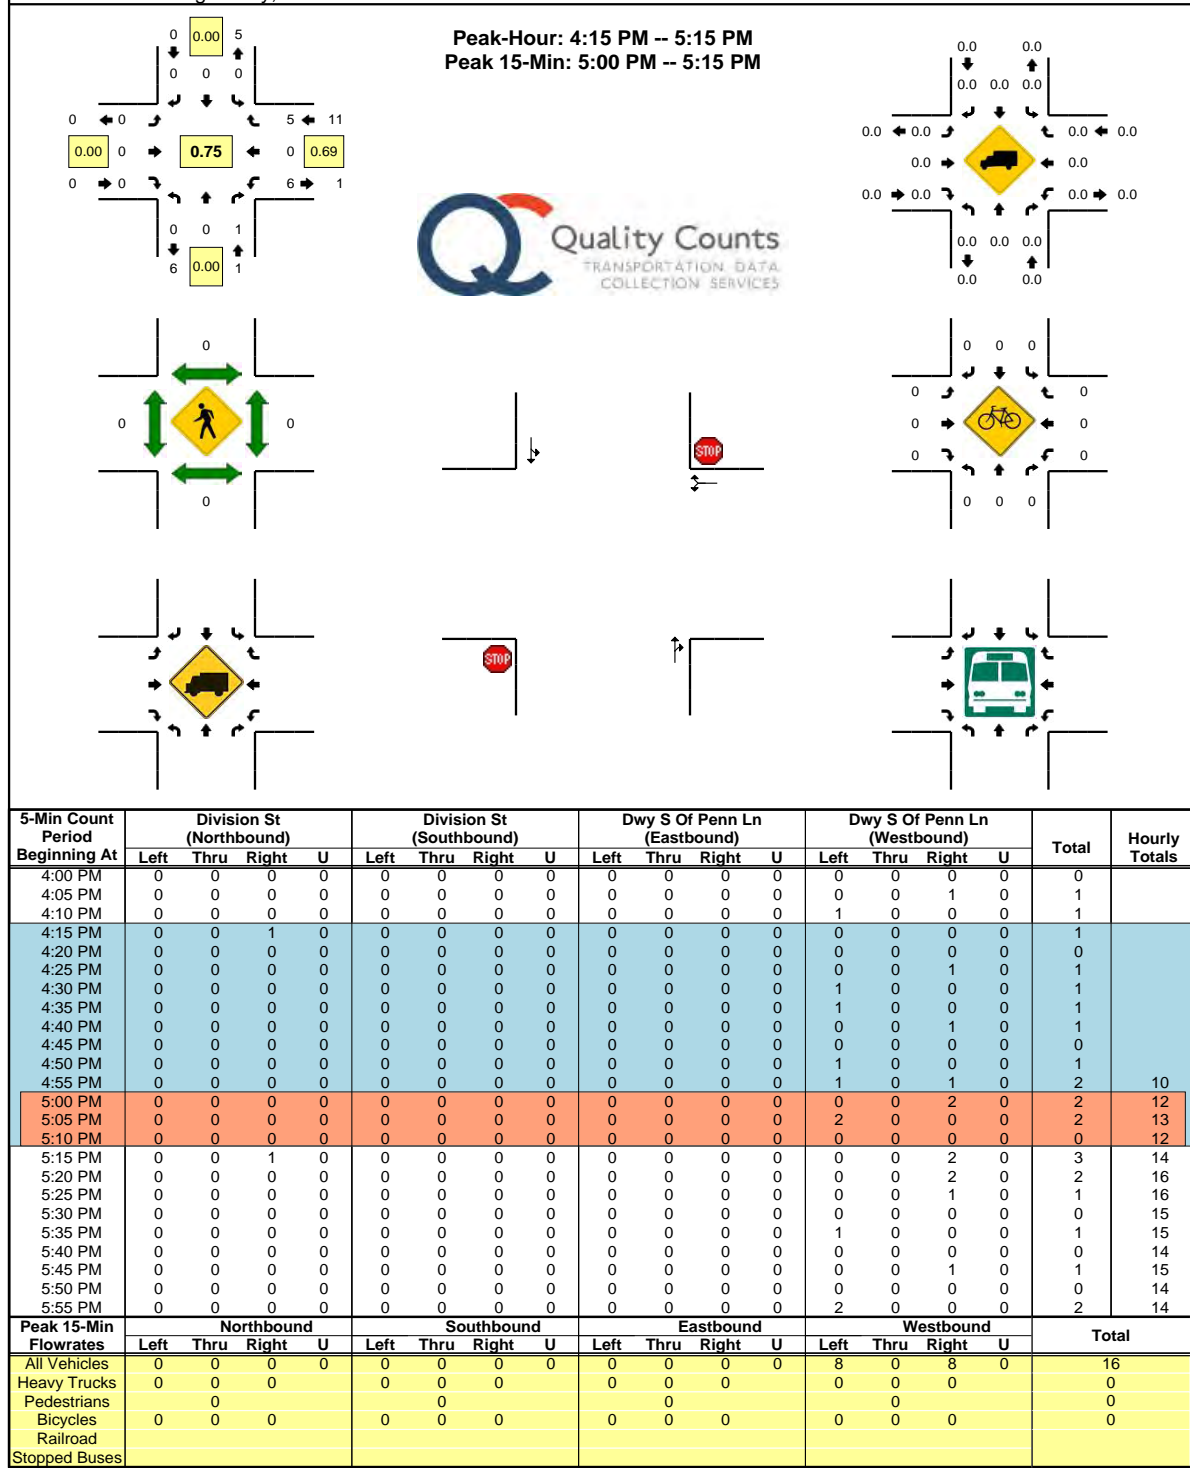 Peak-Hour: 4:15 PM -- 5:15 PM
Peak 15-Min: 5:00 PM -- 5:15 PM
0 0.00 5
0 0 0
0 0 5 11
0.00 0 0.75 0 0.69
0 0 6 1
0 0 1
6 0.00 1
0.0 0.0
0.0 0.0 0.0
0.0 0.0 0.0 0.0
0.0 0.0
0.0 0.0 0.0 0.0
0.0 0.0 0.0
0.0 0.0
QC Quality Counts
TRANSPORTATION DATA
COLLECTION SERVICES
0
0 0
0
0 0 0
0 0
0 0
0 0
0 0 0
STOP
STOP
5-Min Count Period Beginning At Division St (Northbound) Division St (Southbound) Dwy S Of Penn Ln (Eastbound) Dwy S Of Penn Ln (Westbound) Total Hourly Totals
Left Thru Right U Left Thru Right U Left Thru Right U Left Thru Right U
4:00 PM 0 0 0 0 0 0 0 0 0 0 0 0 0 0 0 0 0
4:05 PM 0 0 0 0 0 0 0 0 0 0 0 0 0 0 1 0 1
4:10 PM 0 0 0 0 0 0 0 0 0 0 0 0 1 0 0 0 1
4:15 PM 0 0 1 0 0 0 0 0 0 0 0 0 0 0 0 0 1
4:20 PM 0 0 0 0 0 0 0 0 0 0 0 0 0 0 0 0 0
4:25 PM 0 0 0 0 0 0 0 0 0 0 0 0 0 0 1 0 1
4:30 PM 0 0 0 0 0 0 0 0 0 0 0 0 1 0 0 0 1
4:35 PM 0 0 0 0 0 0 0 0 0 0 0 0 1 0 0 0 1
4:40 PM 0 0 0 0 0 0 0 0 0 0 0 0 0 0 1 0 1
4:45 PM 0 0 0 0 0 0 0 0 0 0 0 0 0 0 0 0 0
4:50 PM 0 0 0 0 0 0 0 0 0 0 0 0 1 0 0 0 1
4:55 PM 0 0 0 0 0 0 0 0 0 0 0 0 1 0 1 0 2 10
5:00 PM 0 0 0 0 0 0 0 0 0 0 0 0 0 0 2 0 2 12
5:05 PM 0 0 0 0 0 0 0 0 0 0 0 0 2 0 0 0 2 13
5:10 PM 0 0 0 0 0 0 0 0 0 0 0 0 0 0 0 0 0 12
5:15 PM 0 0 1 0 0 0 0 0 0 0 0 0 0 0 2 0 3 14
5:20 PM 0 0 0 0 0 0 0 0 0 0 0 0 0 0 2 0 2 16
5:25 PM 0 0 0 0 0 0 0 0 0 0 0 0 0 0 1 0 1 16
5:30 PM 0 0 0 0 0 0 0 0 0 0 0 0 0 0 0 0 0 15
5:35 PM 0 0 0 0 0 0 0 0 0 0 0 0 1 0 0 0 1 15
5:40 PM 0 0 0 0 0 0 0 0 0 0 0 0 0 0 0 0 0 14
5:45 PM 0 0 0 0 0 0 0 0 0 0 0 0 0 0 1 0 1 15
5:50 PM 0 0 0 0 0 0 0 0 0 0 0 0 0 0 0 0 0 14
5:55 PM 0 0 0 0 0 0 0 0 0 0 0 0 2 0 0 0 2 14
Peak 15-Min Flowrates Northbound Southbound Eastbound Westbound Total
Left Thru Right U Left Thru Right U Left Thru Right U Left Thru Right U
All Vehicles 0 0 0 0 0 0 0 0 0 0 0 0 8 0 8 0 16
Heavy Trucks 0 0 0 0 0 0 0 0 0 0 0 0 0
Pedestrians 0 0 0 0 0
Bicycles 0 0 0 0 0 0 0 0 0 0 0 0 0
Railroad
Stopped Buses